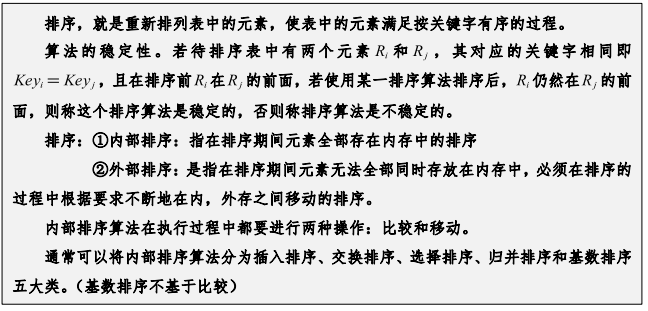 排序，就是重新排列表中的元素，使表中的元素满足按关键字有序的过程。
算法的稳定性。若待排序表中有两个元素 Ri 和 Rj，其对应的关键字相同即
Keyi = Keyj，且在排序前 Ri 在 Rj 的前面，若使用某一排序算法排序后，Ri 仍然在 Rj 的前
面，则称这个排序算法是稳定的，否则称排序算法是不稳定的。
排序：①内部排序：指在排序期间元素全部存在内存中的排序
②外部排序：是指在排序期间元素无法全部同时存放在内存中，必须在排序的
过程中根据要求不断地在内，外存之间移动的排序。
内部排序算法在执行过程中都要进行两种操作：比较和移动。
通常可以将内部排序算法分为插入排序、交换排序、选择排序、归并排序和基数排序
五大类。（基数排序不基于比较）